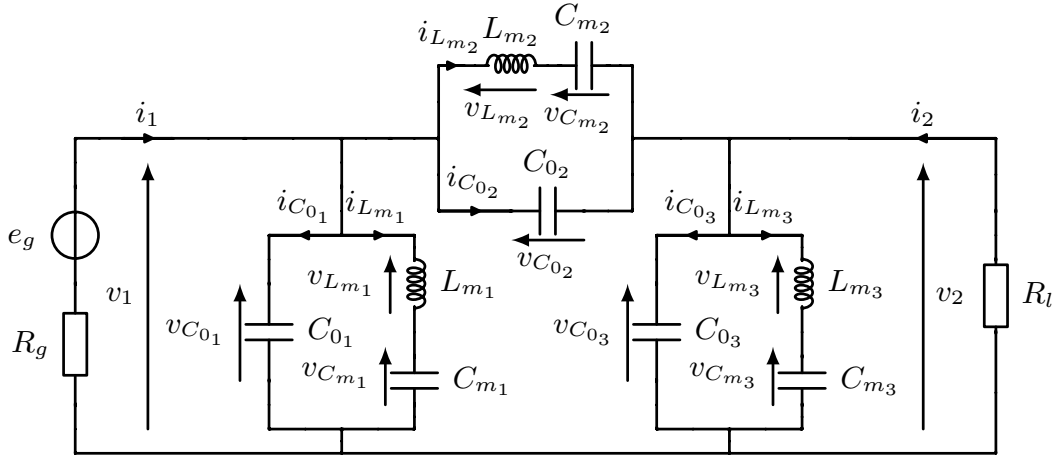 C_{m_2}
i_{L_{m_2}} L_{m_2}
v_{L_{m_2}} v_{C_{m_2}}
i_1 i_2
C_{0_2}
i_{C_{0_2}}
i_{C_{0_1}} i_{L_{m_1}} i_{C_{0_3}} i_{L_{m_3}}
e_g
v_{C_{0_2}}
v_1 v_{L_{m_1}} L_{m_1} v_{L_{m_3}} L_{m_3} v_2 R_l
R_g v_{C_{0_1}} C_{0_1} v_{C_{0_3}} C_{0_3}
v_{C_{m_1}} C_{m_1} v_{C_{m_3}} C_{m_3}